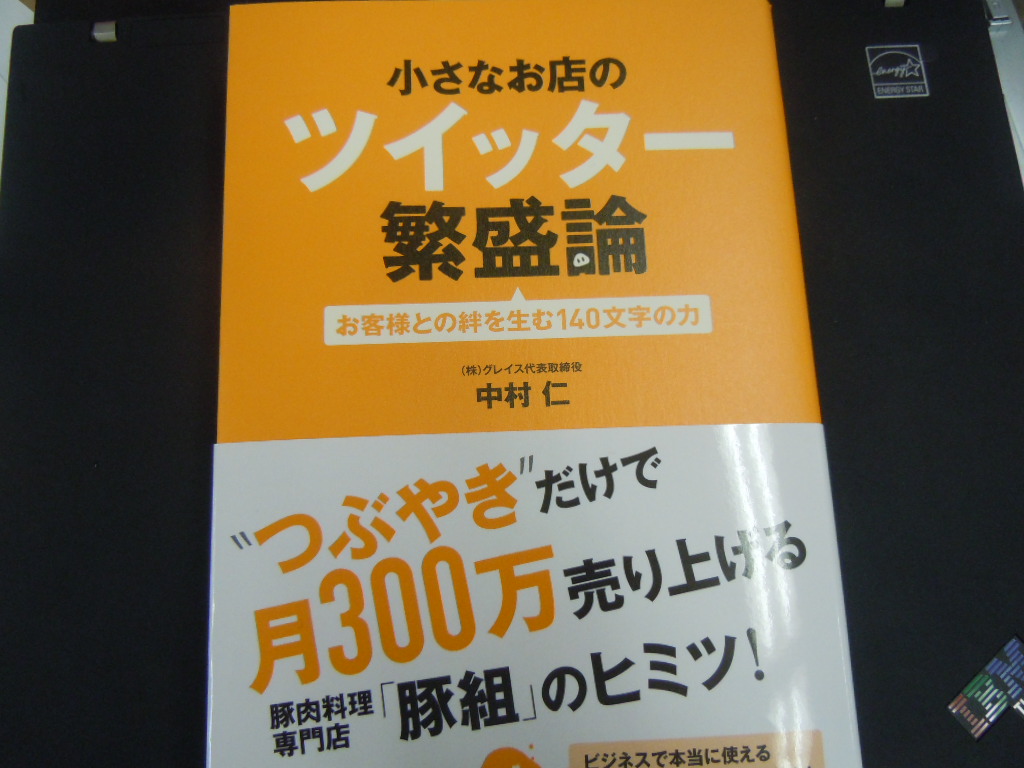 小さなお店の
ツイッター
繁盛論
お客様との絆を生む140文字の力
(株)グレイス代表取締役
中村 仁
"つぶやき"だけで
月300万売り上げる
豚肉料理
専門店
「豚組」のヒミツ!
ビジネスで本当に使える
ENERGY STAR